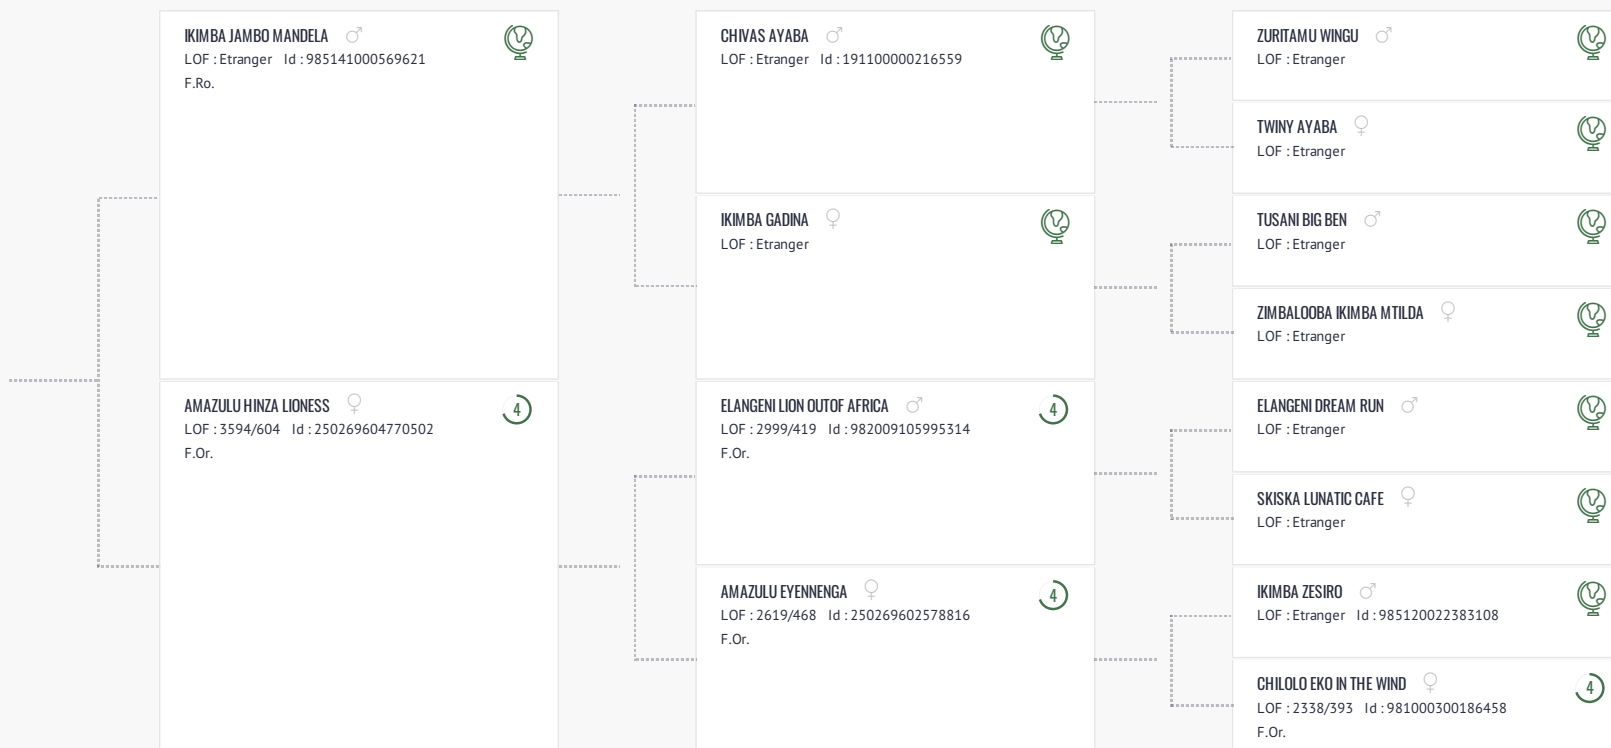 IKIMBA JAMBO MANDELA
LOF : Etranger Id : 985141000569621
F.Ro.
AMAZULU HINZA LIONESS
4
LOF : 3594/604 Id : 250269604770502
F.Or.
CHIVAS AYABA
LOF : Etranger Id : 191100000216559
IKIMBA GADINA
LOF : Etranger
ELANGENI LION OUTOF AFRICA
4
LOF : 2999/419 Id : 982009105995314
F.Or.
AMAZULU EYENNENGA
4
LOF : 2619/468 Id : 250269602578816
F.Or.
ZURITAMU WINGU
LOF : Etranger
TWINY AYABA
LOF : Etranger
TUSANI BIG BEN
LOF : Etranger
ZIMBALOOBA IKIMBA MTILDA
LOF : Etranger
ELANGENI DREAM RUN
LOF : Etranger
SKISKA LUNATIC CAFE
LOF : Etranger
IKIMBA ZESIRO
LOF : Etranger Id : 985120022383108
CHILOLO EKO IN THE WIND
4
LOF : 2338/393 Id : 981000300186458
F.Or.